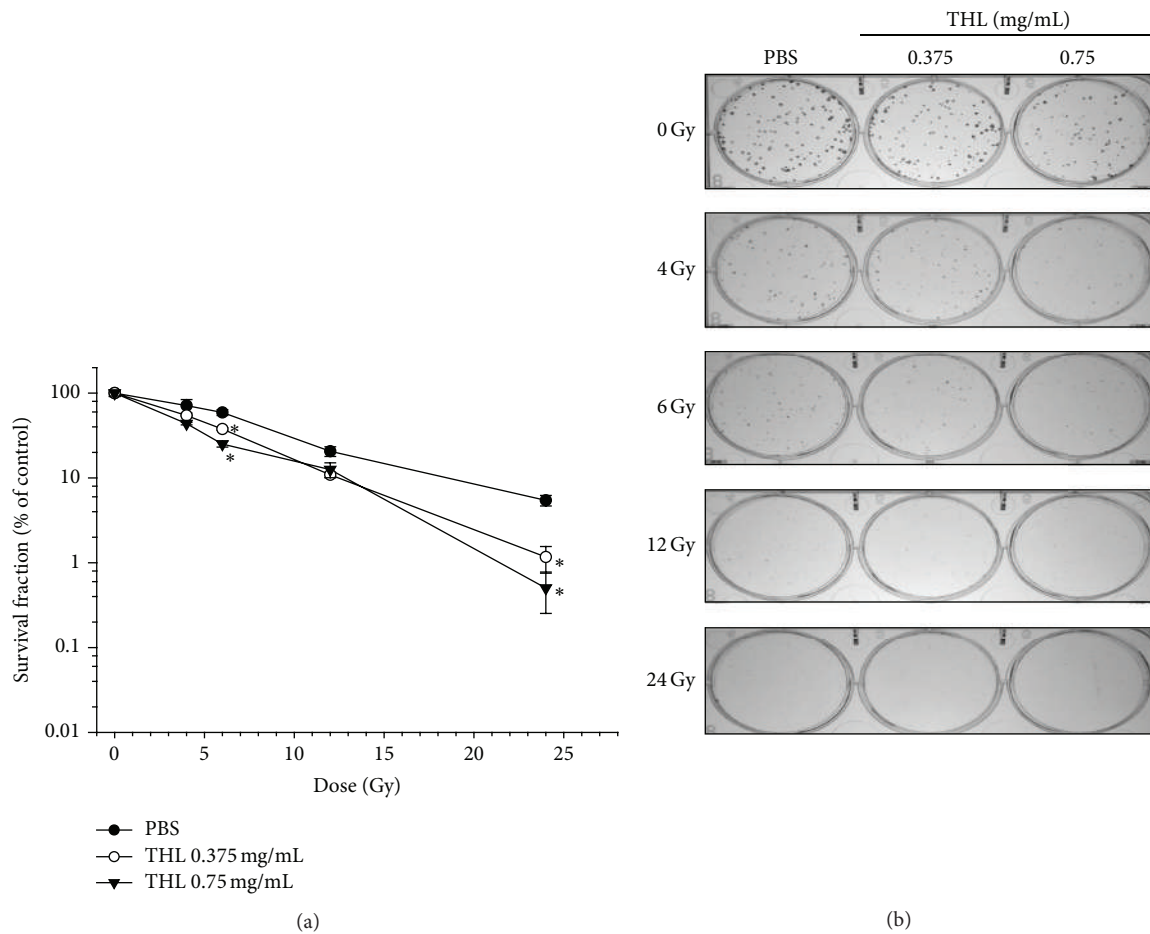 100
10
1
0.1
0.01
Survival fraction (% of control)
0 5 10 15 20 25
Dose (Gy)
*
*
*
*
PBS
THL 0.375 mg/mL
THL 0.75 mg/mL
(a)
THL (mg/mL)
PBS 0.375 0.75
0 Gy
4 Gy
6 Gy
12 Gy
24 Gy
(b)